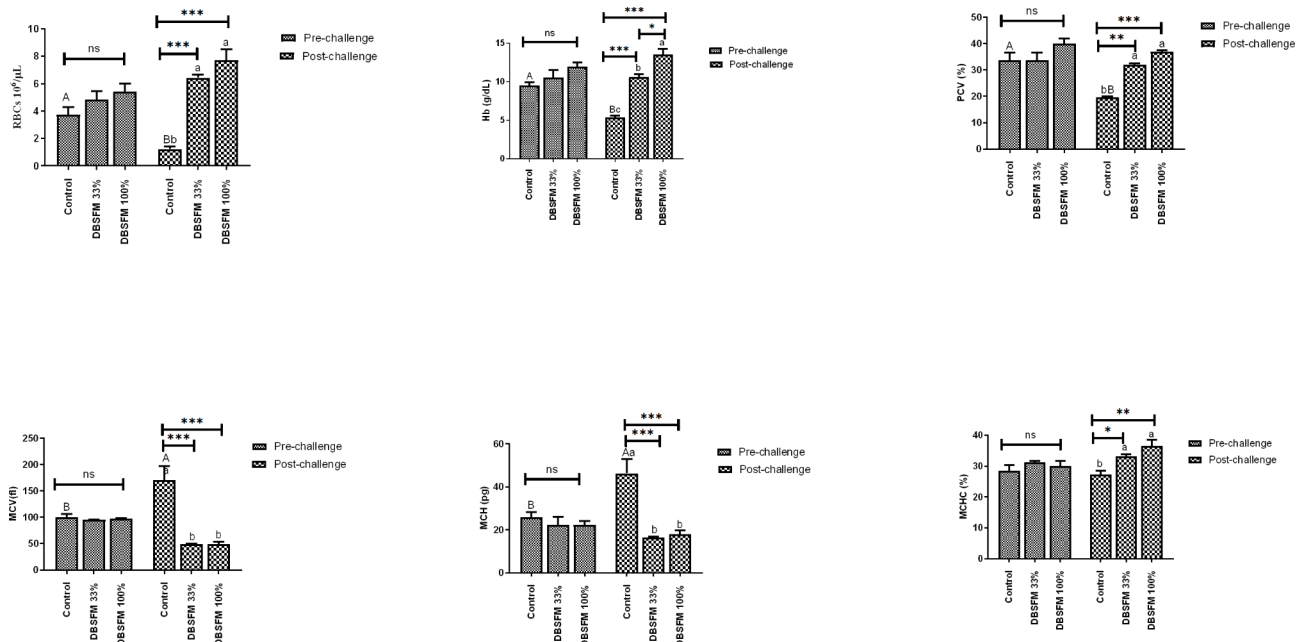 ***
***
ns
10
8
6
4
2
0
RBCs 10⁶/µL
A
Bb
a
a
Control
DBSFM 33%
DBSFM 100%
Control
DBSFM 33%
DBSFM 100%
Pre-challenge
Post-challenge
***
*
***
ns
15
10
5
0
Hb (g/dL)
A
Bc
b
a
Control
DBSFM 33%
DBSFM 100%
Control
DBSFM 33%
DBSFM 100%
Pre-challenge
Post-challenge
***
**
ns
50
40
30
20
10
0
PCV (%)
A
bB
a
a
Control
DBSFM 33%
DBSFM 100%
Control
DBSFM 33%
DBSFM 100%
Pre-challenge
Post-challenge
***
***
ns
250
200
150
100
50
0
MCV(fl)
B
A
a
b
b
Control
DBSFM 33%
DBSFM 100%
Control
DBSFM 33%
DBSFM 100%
Pre-challenge
Post-challenge
***
***
ns
60
40
20
0
MCH (pg)
B
Aa
b
b
Control
DBSFM 33%
DBSFM 100%
Control
DBSFM 33%
DBSFM 100%
Pre-challenge
Post-challenge
**
*
ns
40
30
20
10
0
MCHC (%)
b
a
a
Control
DBSFM 33%
DBSFM 100%
Control
DBSFM 33%
DBSFM 100%
Pre-challenge
Post-challenge